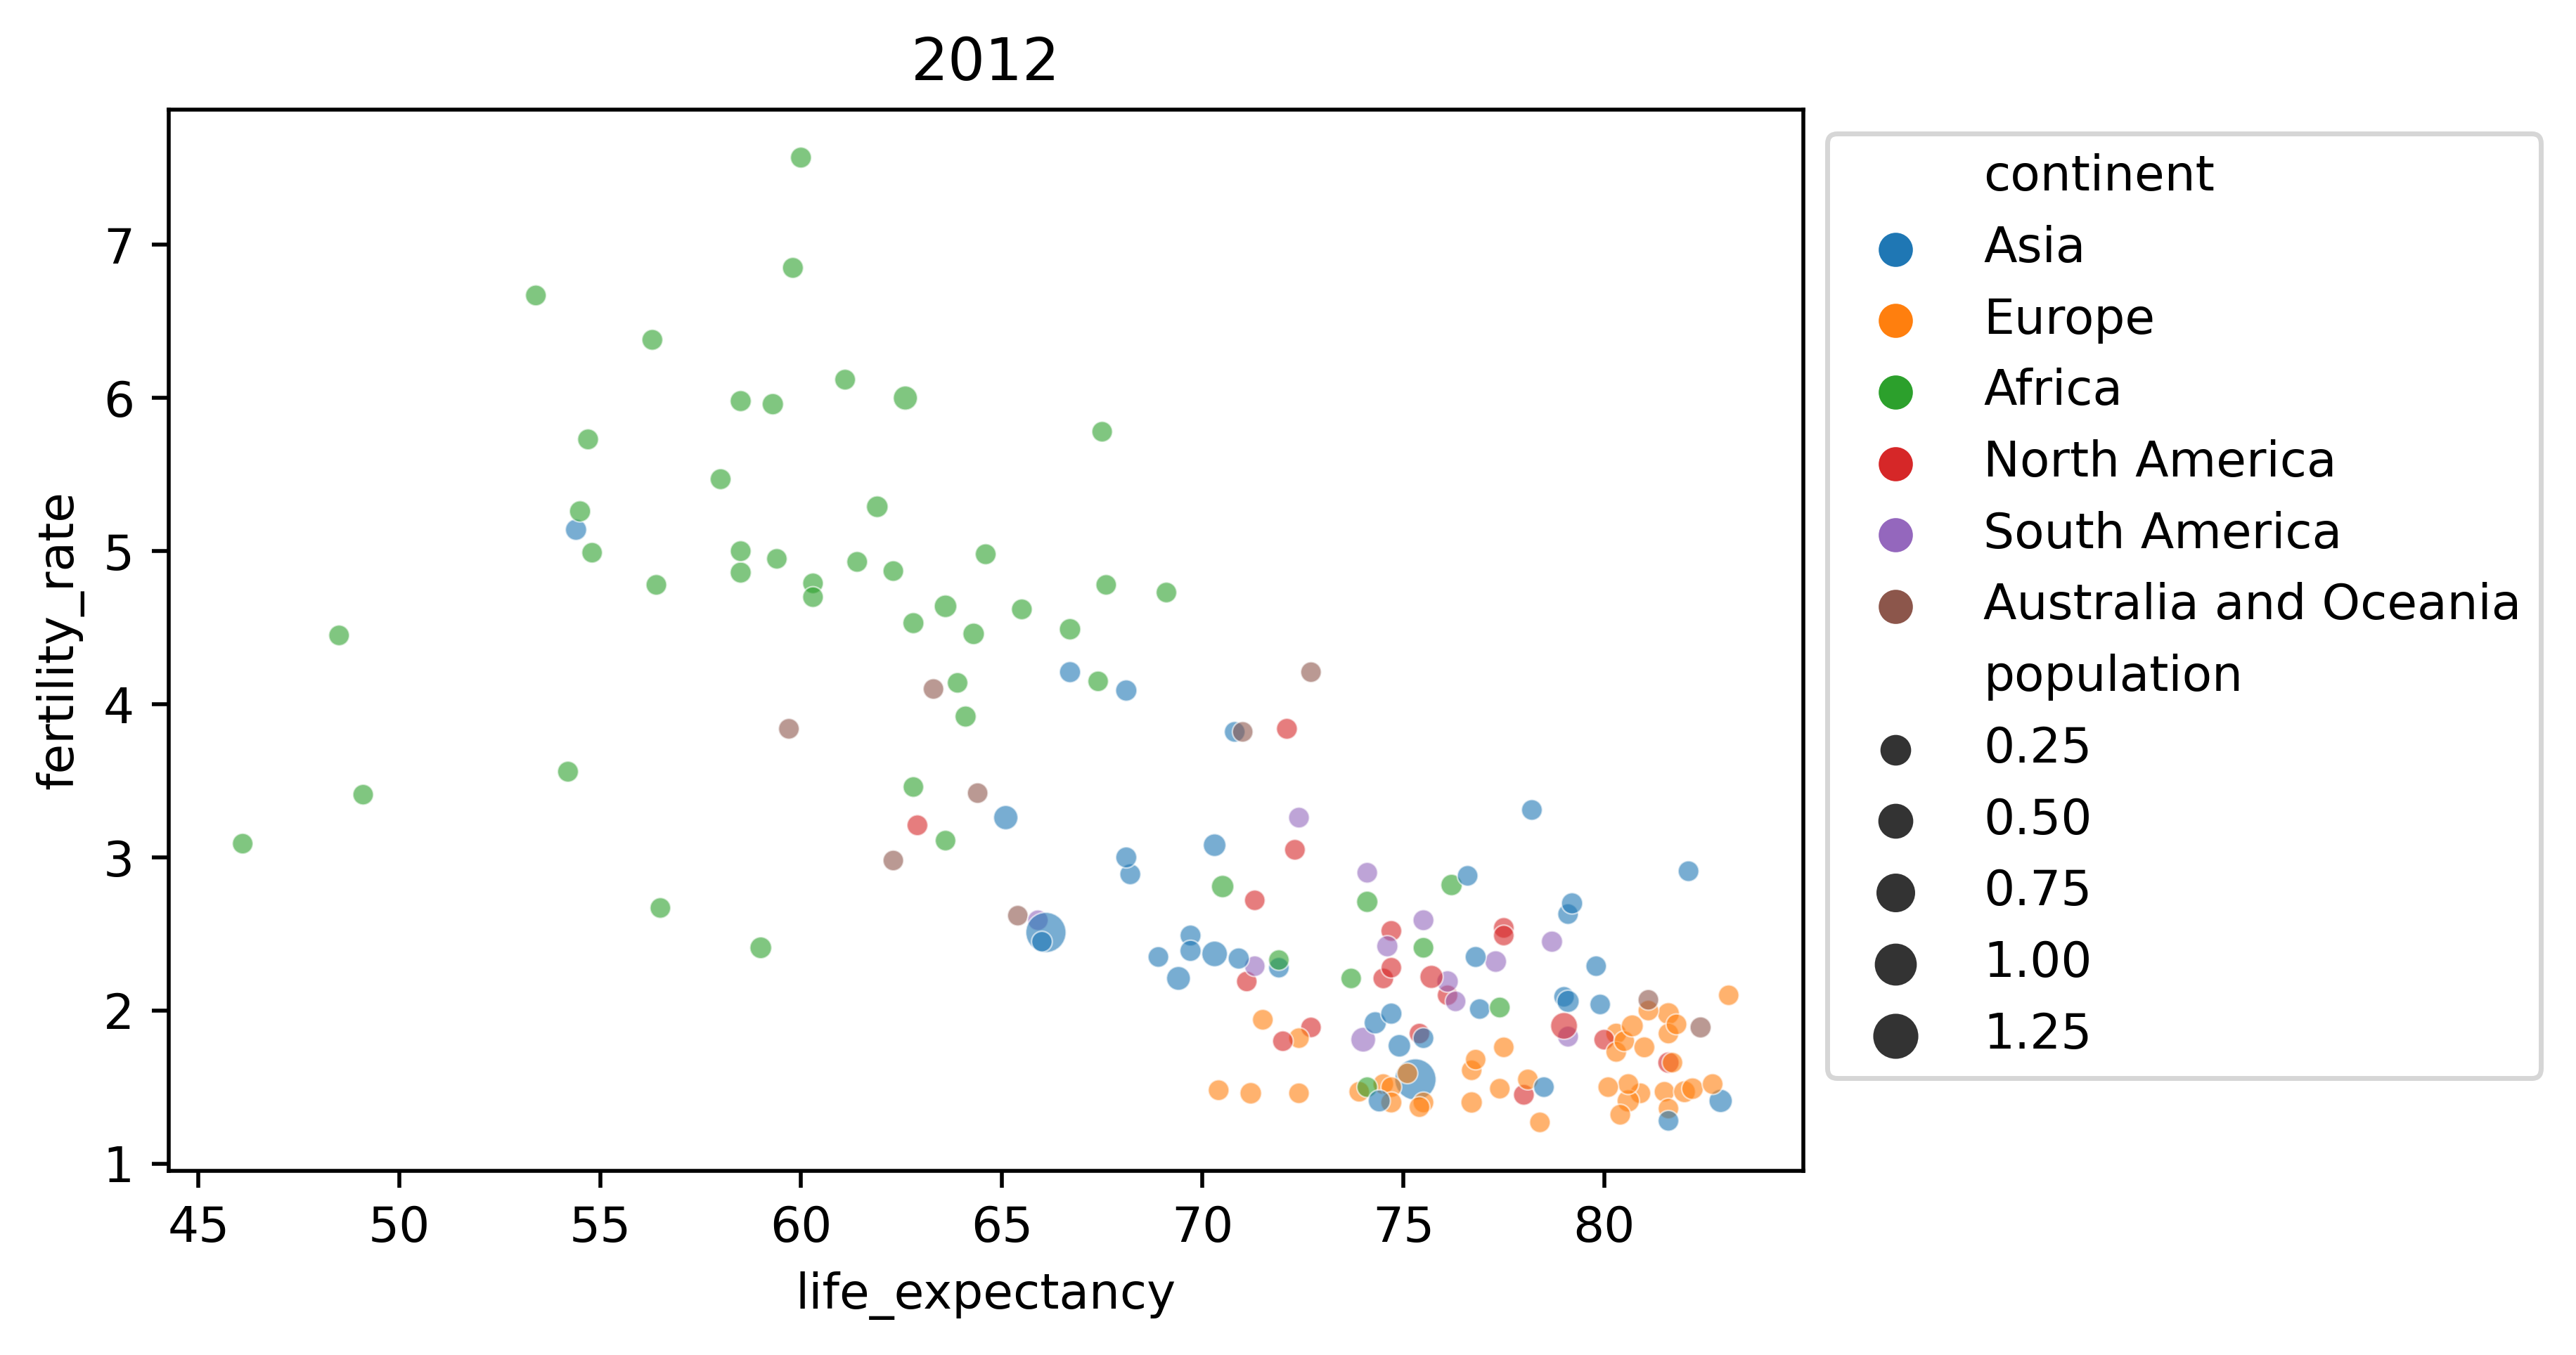 2012
fertility_rate
7
6
5
4
3
2
1
45 50 55 60 65 70 75 80
life_expectancy
continent
Asia
Europe
Africa
North America
South America
Australia and Oceania
population
0.25
0.50
0.75
1.00
1.25